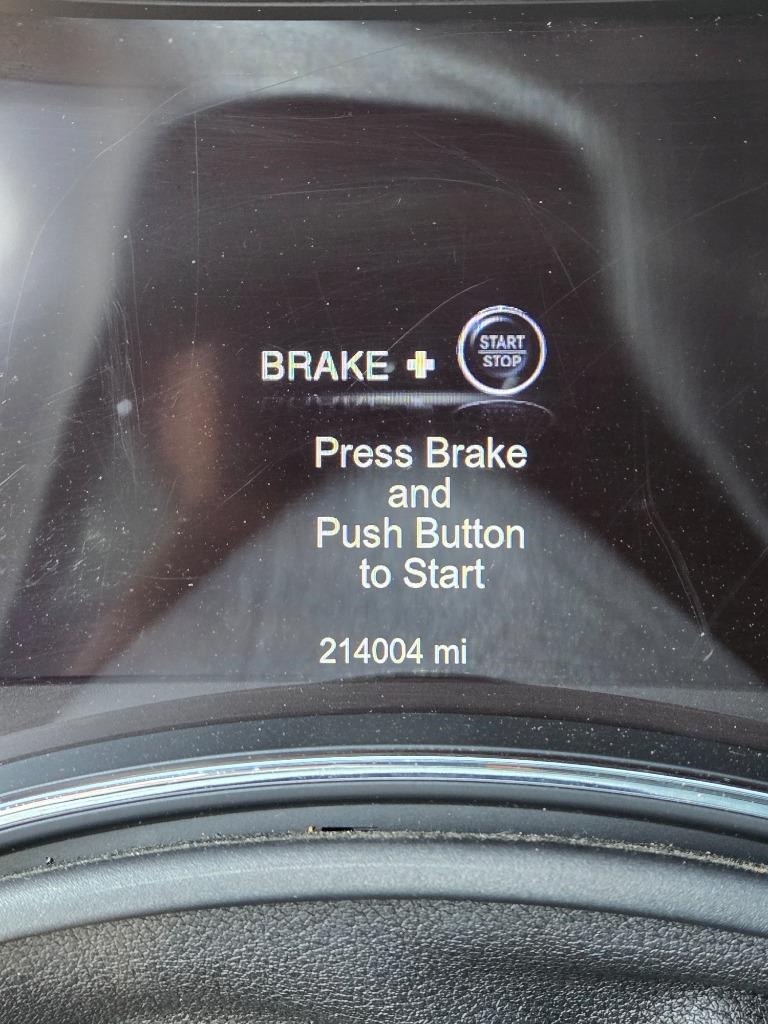 BRAKE + START
STOP
Press Brake
and
Push Button
to Start
214004 mi